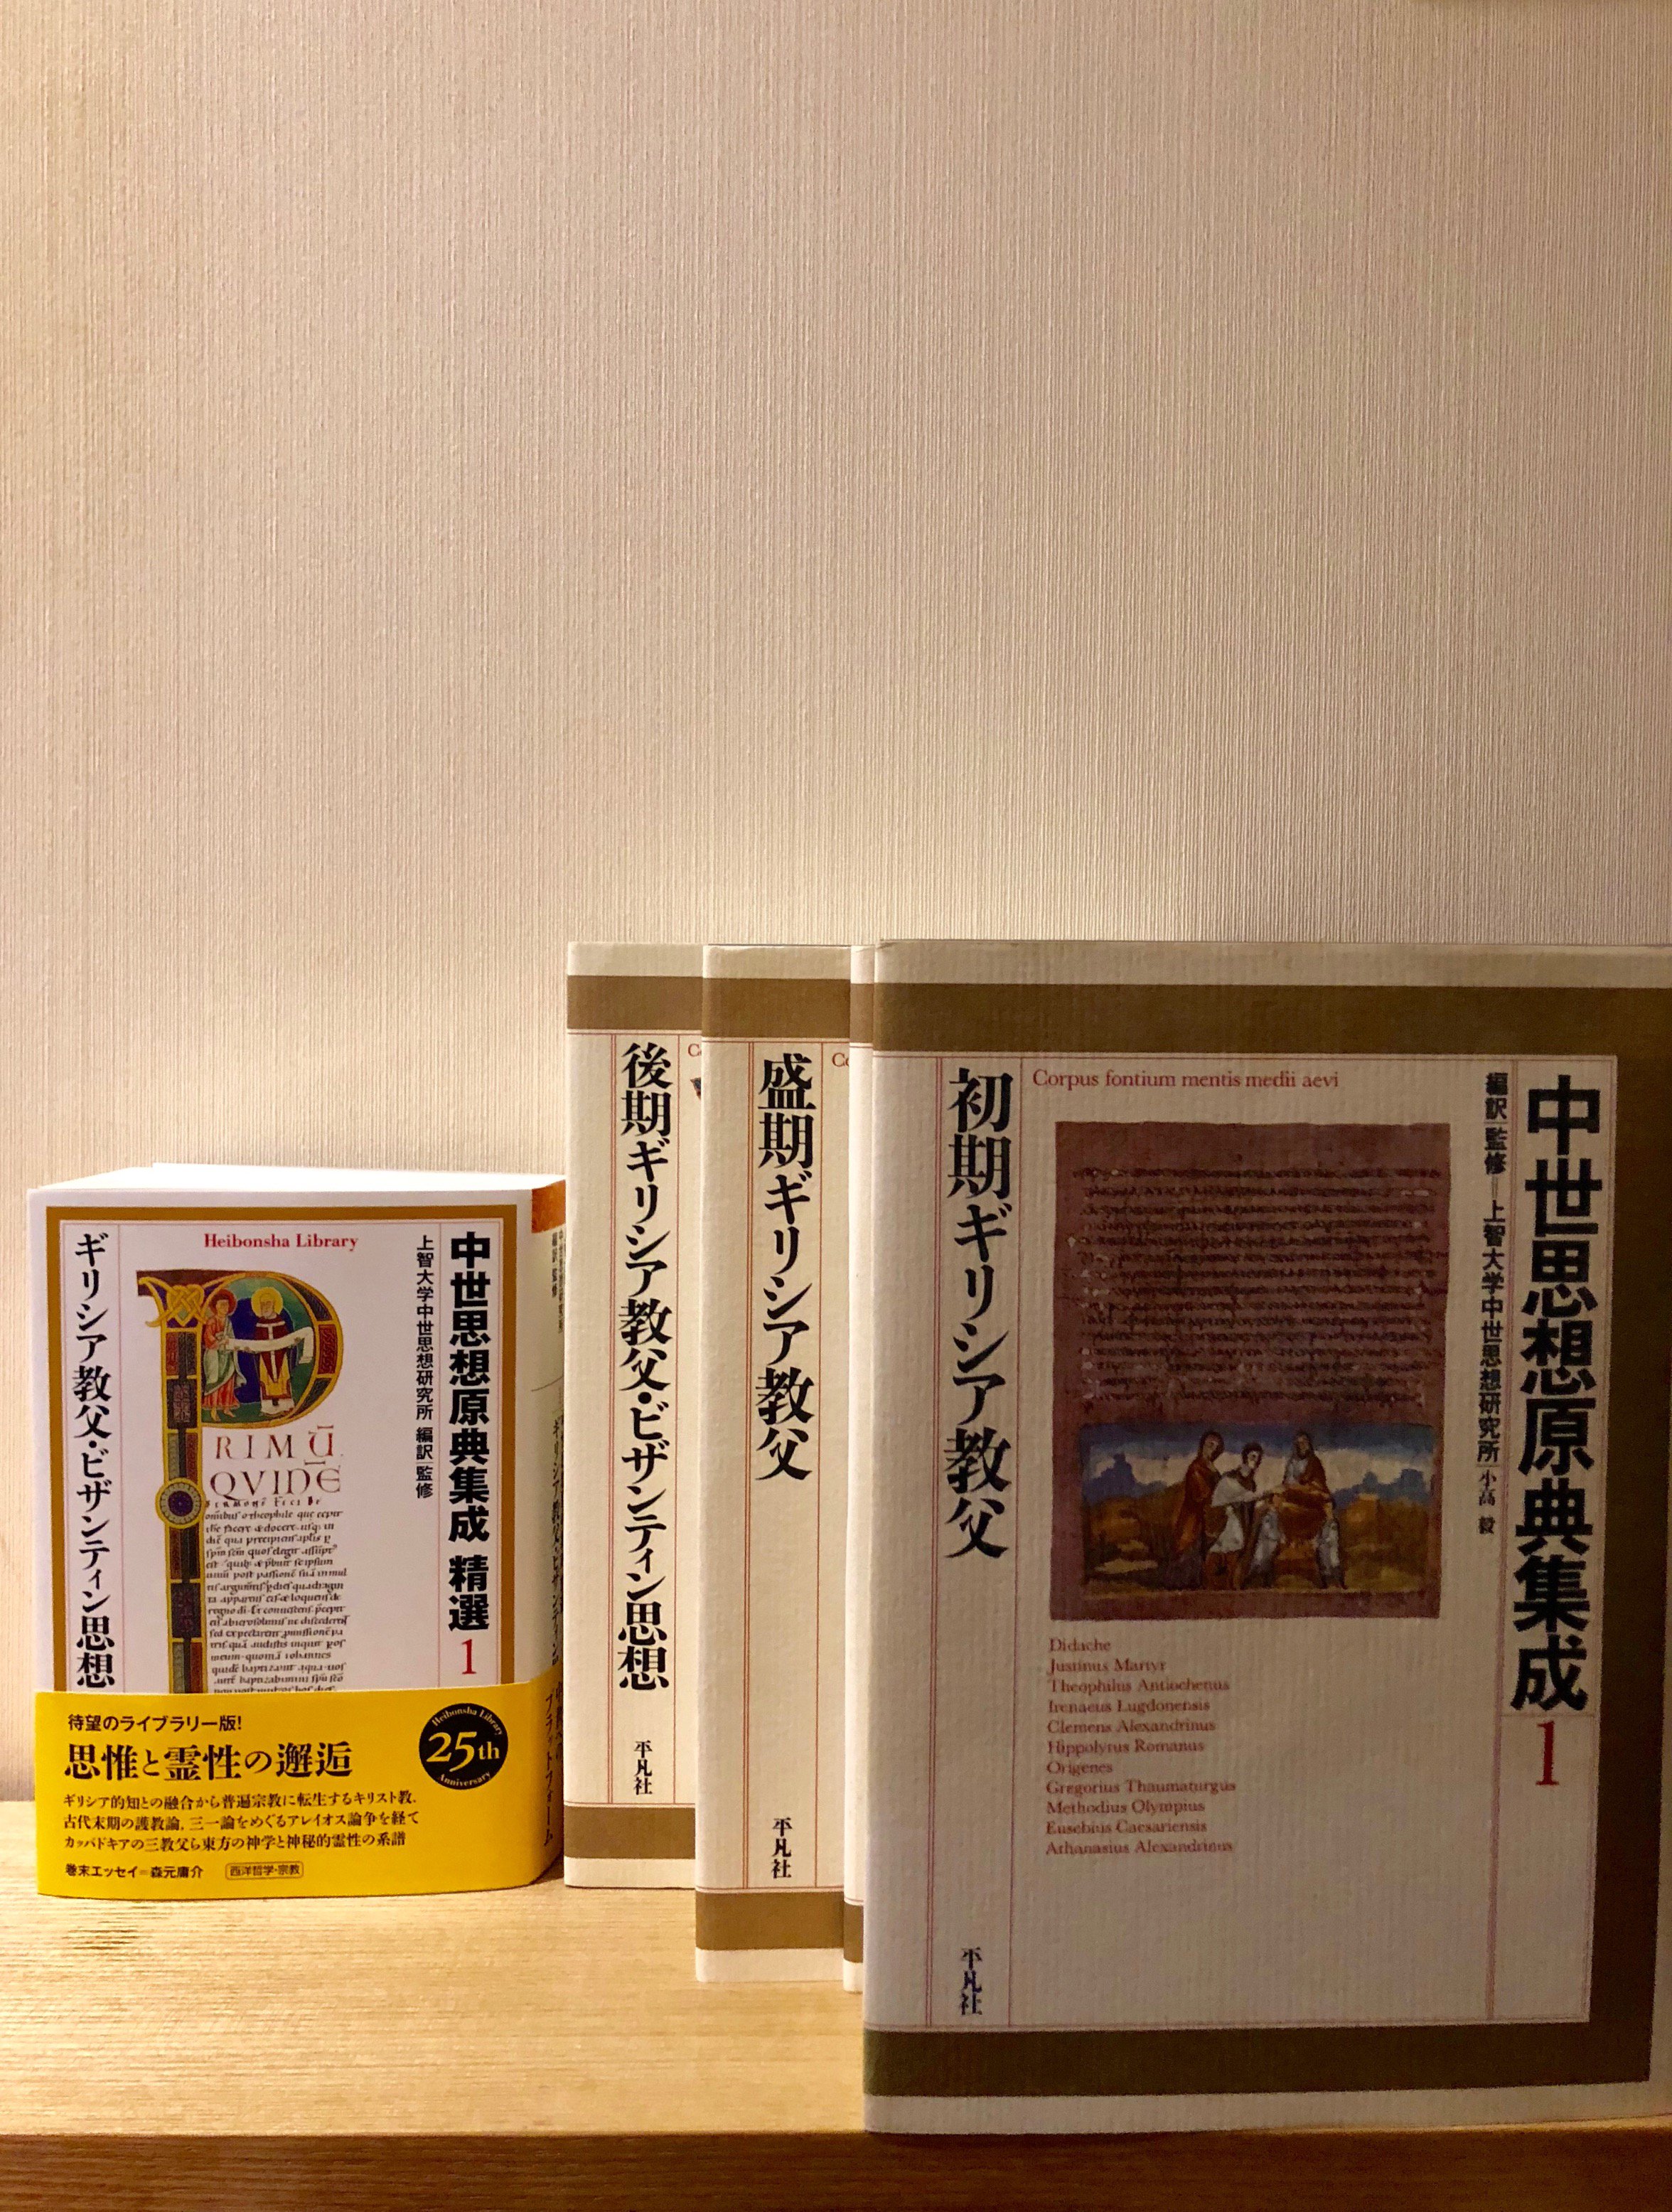 Heibonsha Library
中世思想原典集成 精選 1
上智大学中世思想研究所 編訳 監修
ギリシア教父・ビザンティン思想
RIMŪ
QVIDĒ
待望のライブラリー版!
思惟と霊性の邂逅
ギリシア的知との融合から普遍宗教に転生するキリスト教。
古代末期の護教論、三一論をめぐるアレイオス論争を経て
カッパドキアの三教父ら東方の神学と神秘的霊性の系譜
巻末エッセイ=森元庸介
西洋哲学・宗教
Heibonsha Library
25th
Anniversary
後期ギリシア教父・ビザンティン思想
平凡社
盛期ギリシア教父
平凡社
初期ギリシア教父
平凡社
Corpus fontium mentis medii aevi
中世思想原典集成 1
編訳 監修=上智大学中世思想研究所 小高 毅
Didache
Justinus Martyr
Theophilus Antiochenus
Irenaeus Lugdonensis
Clemens Alexandrinus
Hippolytus Romanus
Origenes
Gregorius Thaumaturgus
Methodius Olympius
Eusebius Caesariensis
Athanasius Alexandrinus